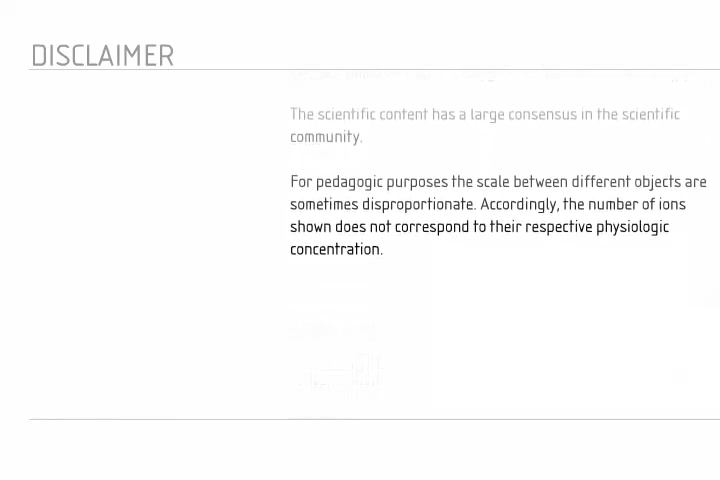 DISCLAIMER
The scientific content has a large consensus in the scientific
community.
For pedagogic purposes the scale between different objects are
sometimes disproportionate. Accordingly, the number of ions
shown does not correspond to their respective physiologic
concentration.